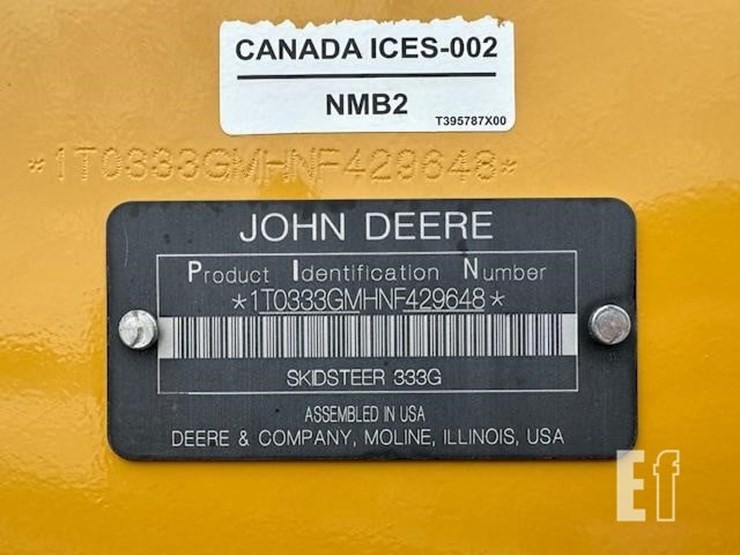 CANADA ICES-002
NMB2
T395787X00
*1T0333GMHNF429648*
JOHN DEERE
Product Identification Number
*1T0333GMHNF429648*
SKIDSTEER 333G
ASSEMBLED IN USA
DEERE & COMPANY, MOLINE, ILLINOIS, USA
Ef